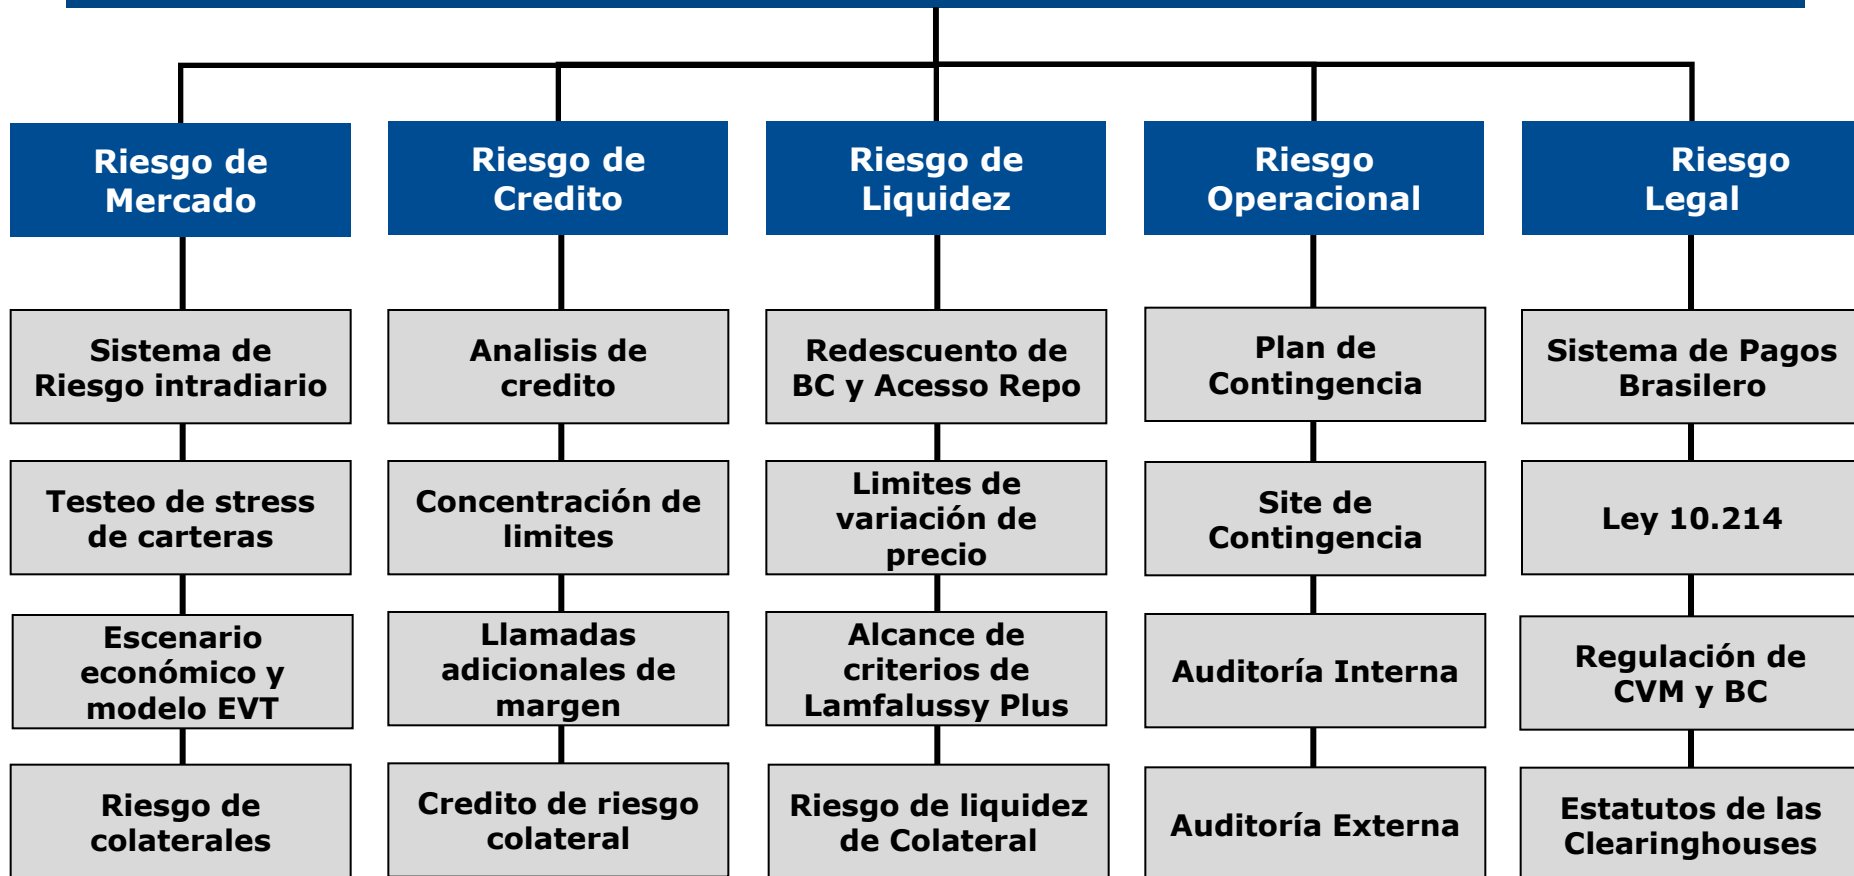 Riesgo de
Mercado
Riesgo de
Credito
Riesgo de
Liquidez
Riesgo
Operacional
Riesgo
Legal
Sistema de
Riesgo intradiario
Analisis de
credito
Redescuento de
BC y Acesso Repo
Plan de
Contingencia
Sistema de Pagos
Brasilero
Testeo de stress
de carteras
Concentración de
limites
Limites de
variación de
precio
Site de
Contingencia
Ley 10.214
Escenario
económico y
modelo EVT
Llamadas
adicionales de
margen
Alcance de
criterios de
Lamfalussy Plus
Auditoría Interna
Regulación de
CVM y BC
Riesgo de
colaterales
Credito de riesgo
colateral
Riesgo de liquidez
de Colateral
Auditoría Externa
Estatutos de las
Clearinghouses